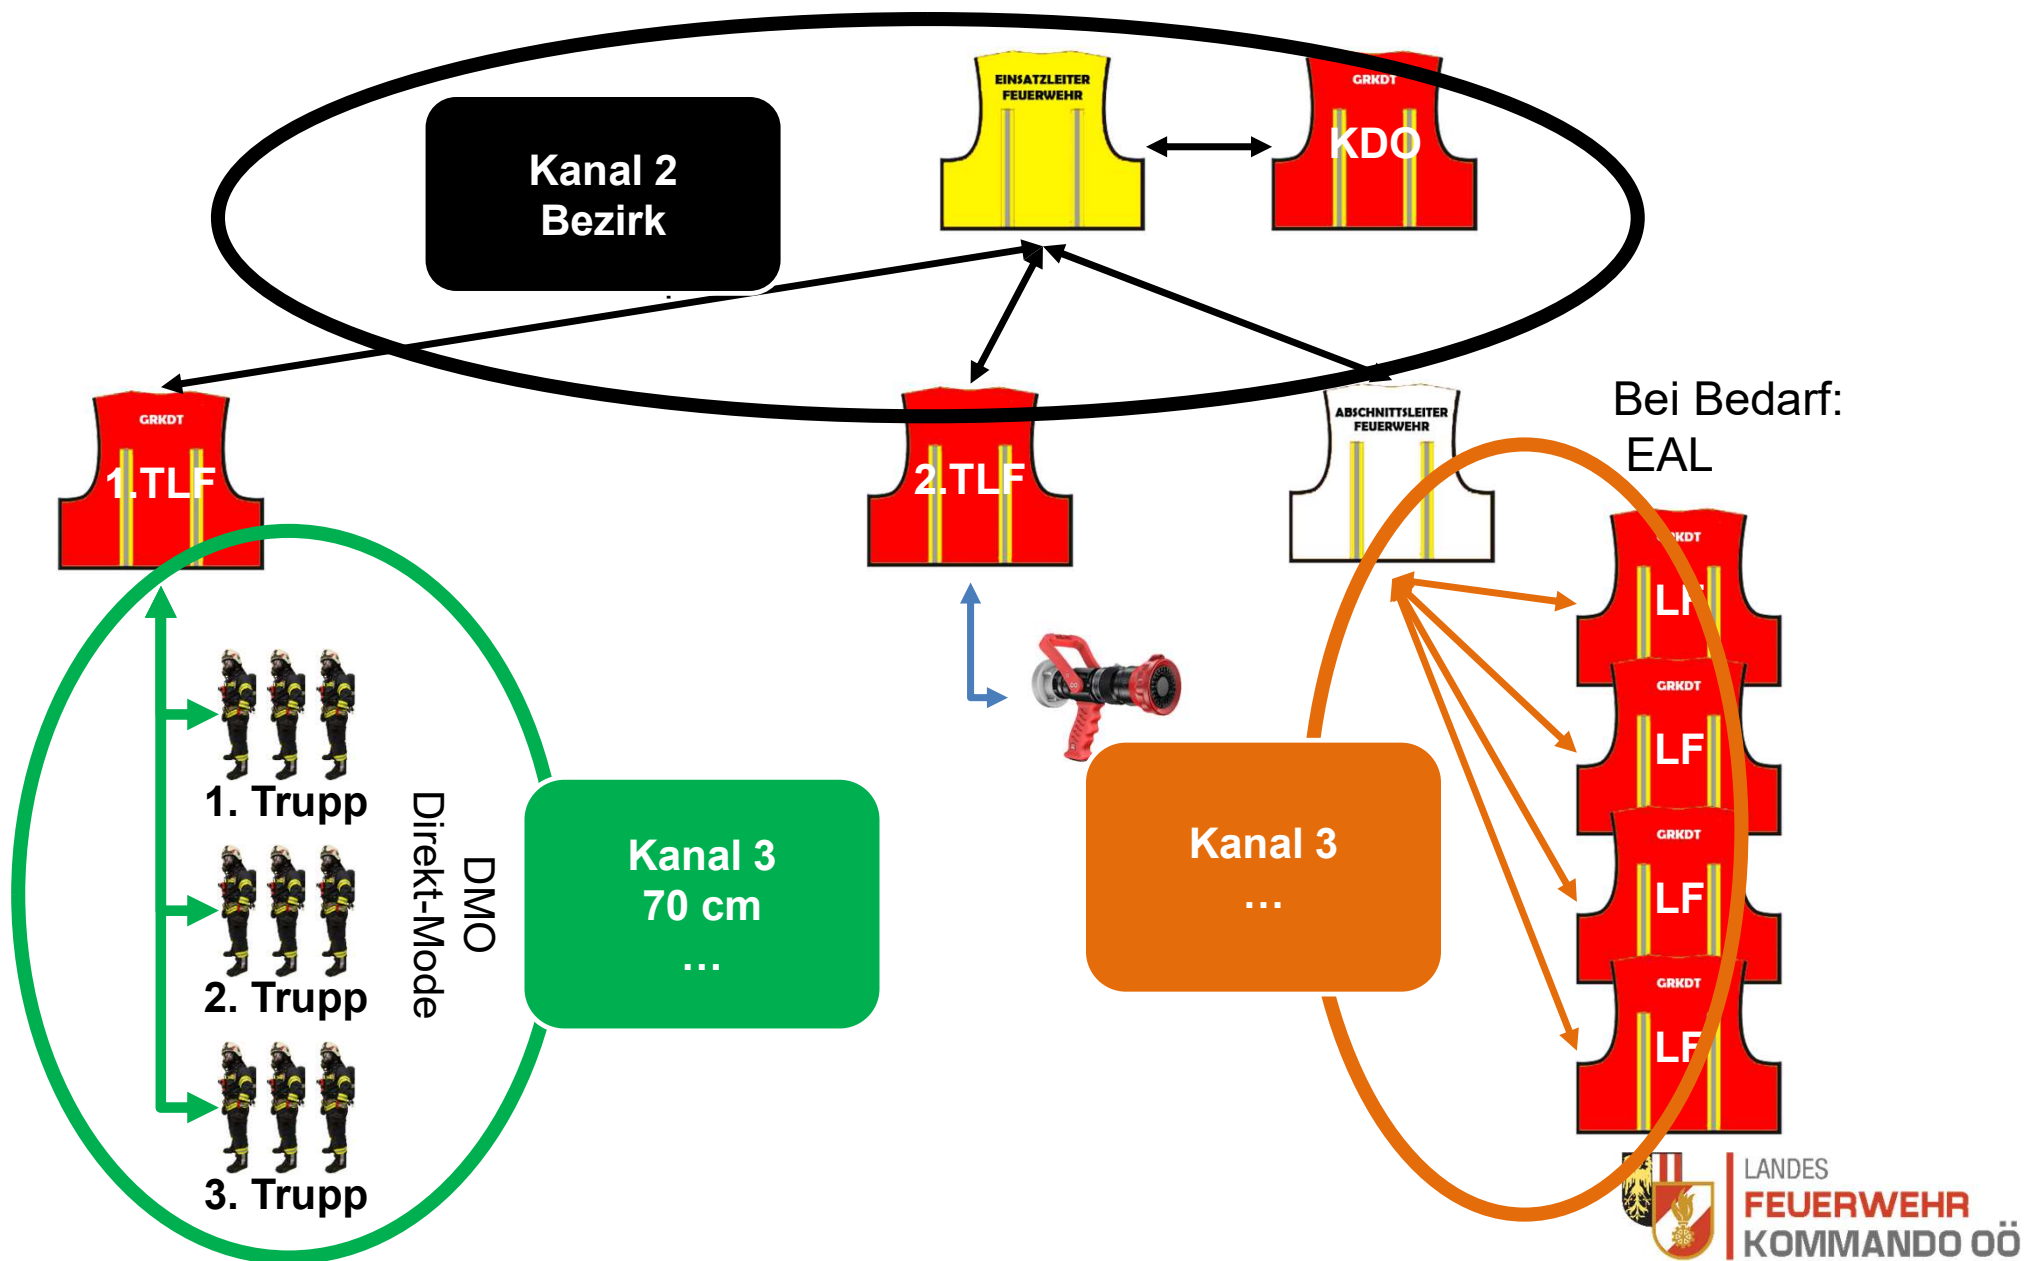 EINSATZLEITER
FEUERWEHR
GRKDT
KDO
Kanal 2
Bezirk
GRKDT
1.TLF
2.TLF
ABSCHNITTSLEITER
FEUERWEHR
Bei Bedarf:
EAL
GRKDT
LF
GRKDT
LF
GRKDT
LF
GRKDT
LF
1. Trupp
2. Trupp
3. Trupp
DMO
Direkt-Mode
Kanal 3
70 cm
…
Kanal 3
…
LANDES
FEUERWEHR
KOMMANDO OÖ